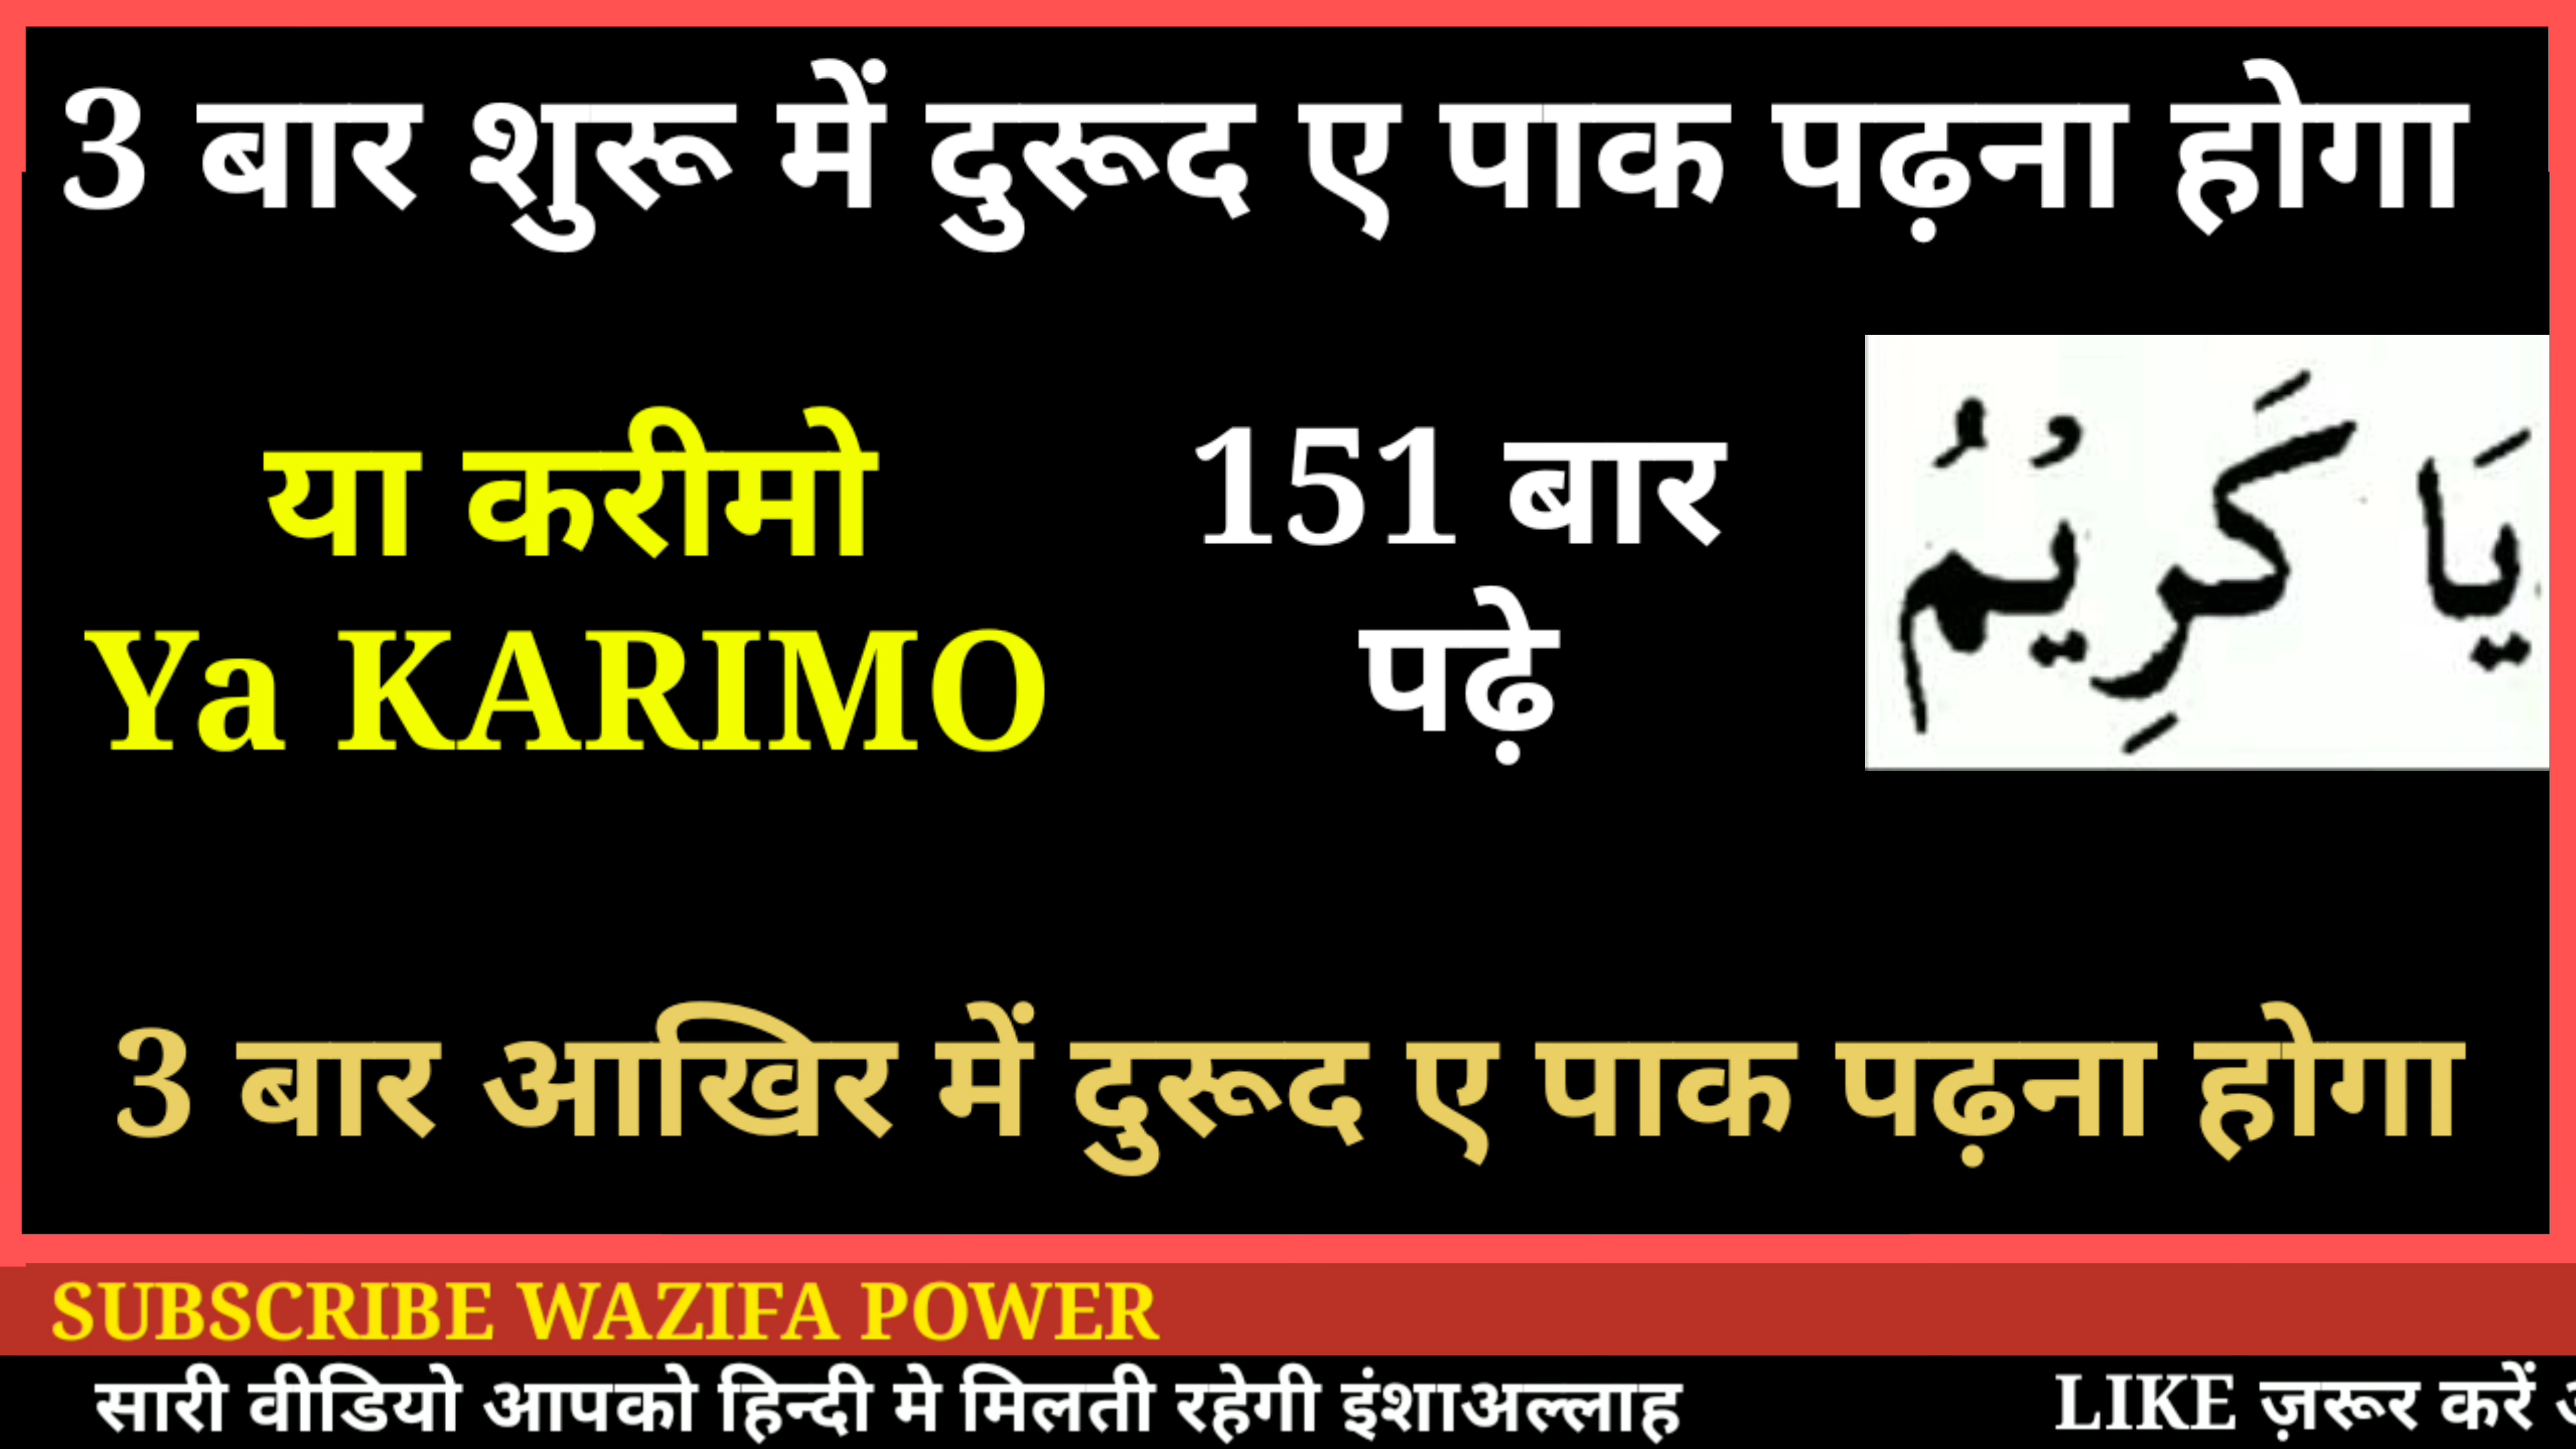 3 बार शुरू में दुरूद ए पाक पढ़ना होगा
या करीमो
Ya KARIMO
151 बार
पढ़े
يَا كَرِيْمُ
3 बार आखिर में दुरूद ए पाक पढ़ना होगा
SUBSCRIBE WAZIFA POWER
सारी वीडियो आपको हिन्दी मे मिलती रहेगी इंशाअल्लाह
LIKE ज़रूर करें